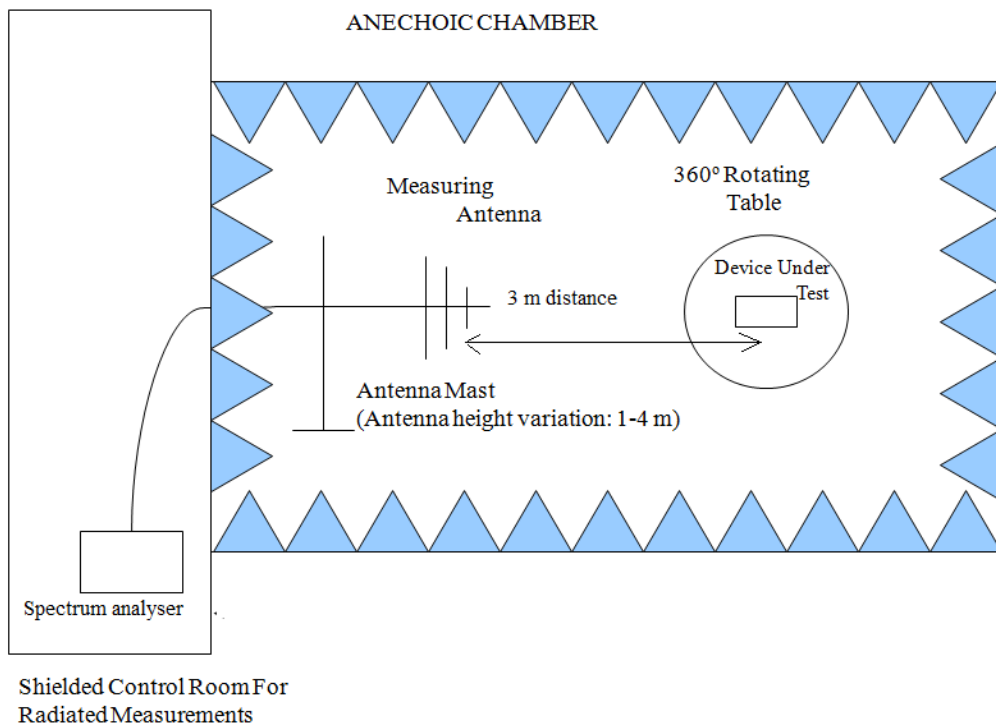 ANECHOIC CHAMBER
Measuring
Antenna
360º Rotating
Table
Device Under
Test
3 m distance
Antenna Mast
(Antenna height variation: 1-4 m)
Spectrum analyser
Shielded Control Room For
Radiated Measurements